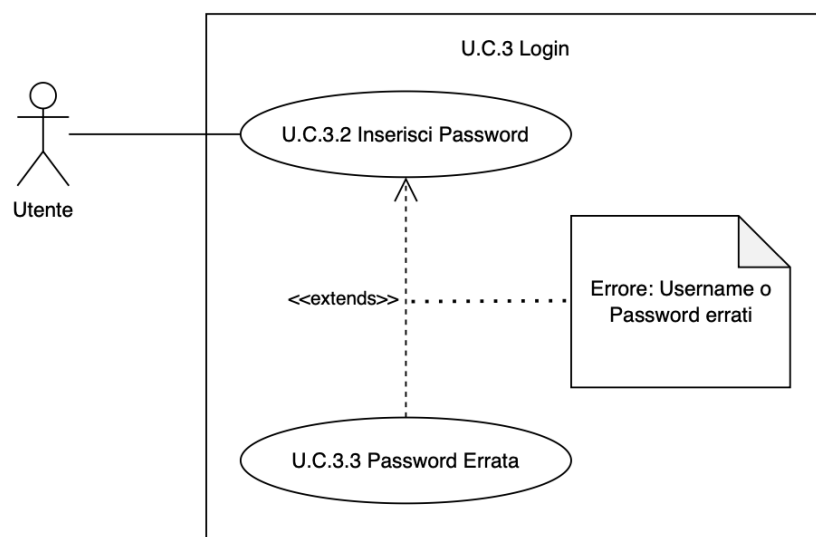 U.C.3 Login
U.C.3.2 Inserisci Password
Utente
<<extends>>
Errore: Username o
Password errati
U.C.3.3 Password Errata